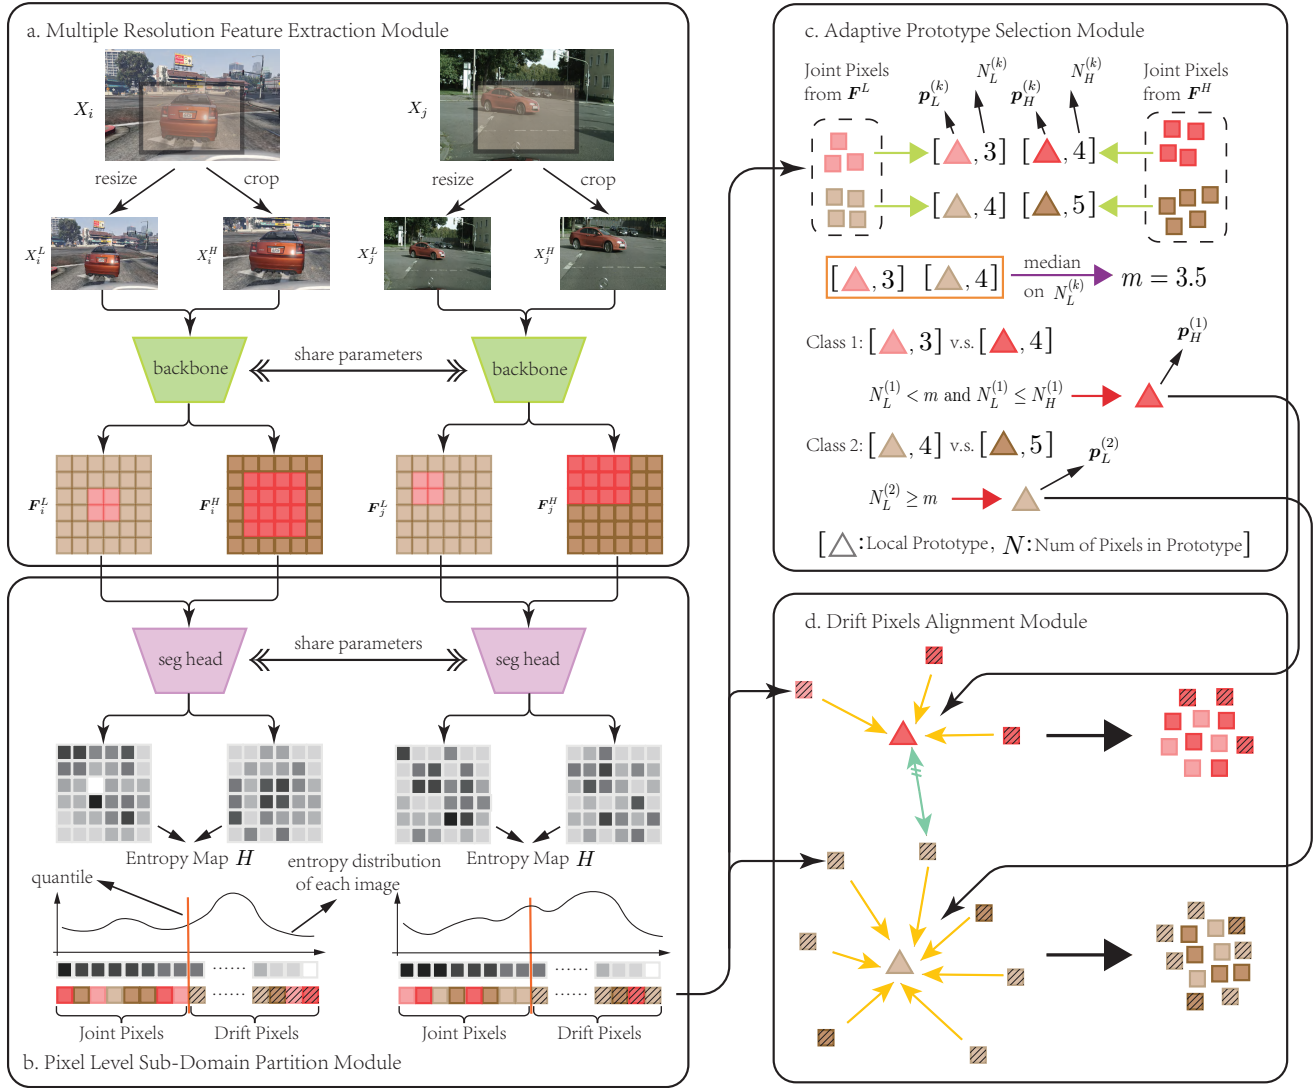 a. Multiple Resolution Feature Extraction Module
X_i
X_j
resize
crop
resize
crop
X_i^L
X_i^H
X_j^L
X_j^H
backbone
share parameters
backbone
F_i^L
F_i^H
F_j^L
F_j^H
seg head
share parameters
seg head
Entropy Map H
Entropy Map H
quantile
entropy distribution
of each image
......
......
......
......
Joint Pixels
Drift Pixels
Joint Pixels
Drift Pixels
b. Pixel Level Sub-Domain Partition Module
c. Adaptive Prototype Selection Module
Joint Pixels
from F^L
p_L^(k)
N_L^(k)
p_H^(k)
N_H^(k)
Joint Pixels
from F^H
[ , 3] [ , 4]
[ , 4] [ , 5]
[ , 3] [ , 4]
median
on N_L^(k)
m = 3.5
Class 1: [ , 3] v.s. [ , 4]
p_H^(1)
N_L^(1) < m and N_L^(1) ≤ N_H^(1)
Class 2: [ , 4] v.s. [ , 5]
p_L^(2)
N_L^(2) ≥ m
[ : Local Prototype, N: Num of Pixels in Prototype]
d. Drift Pixels Alignment Module